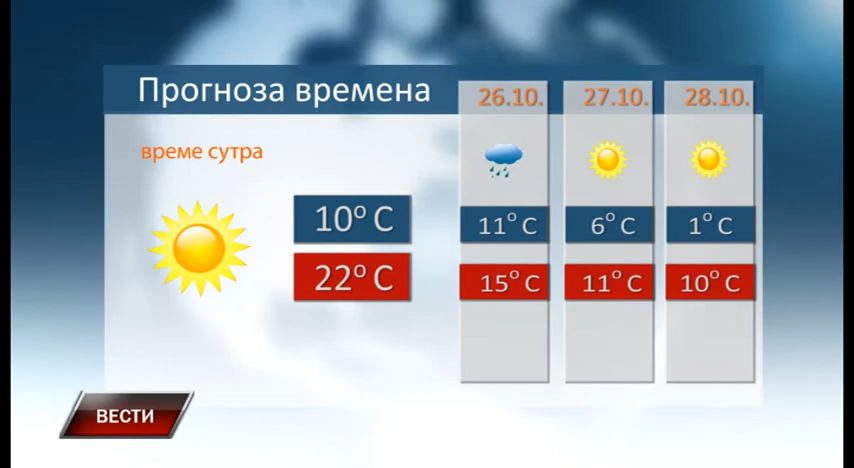 Прогноза времена
време сутра
10° C
22° C
26.10.
11° C
15° C
27.10.
6° C
11° C
28.10.
1° C
10° C
ВЕСТИ